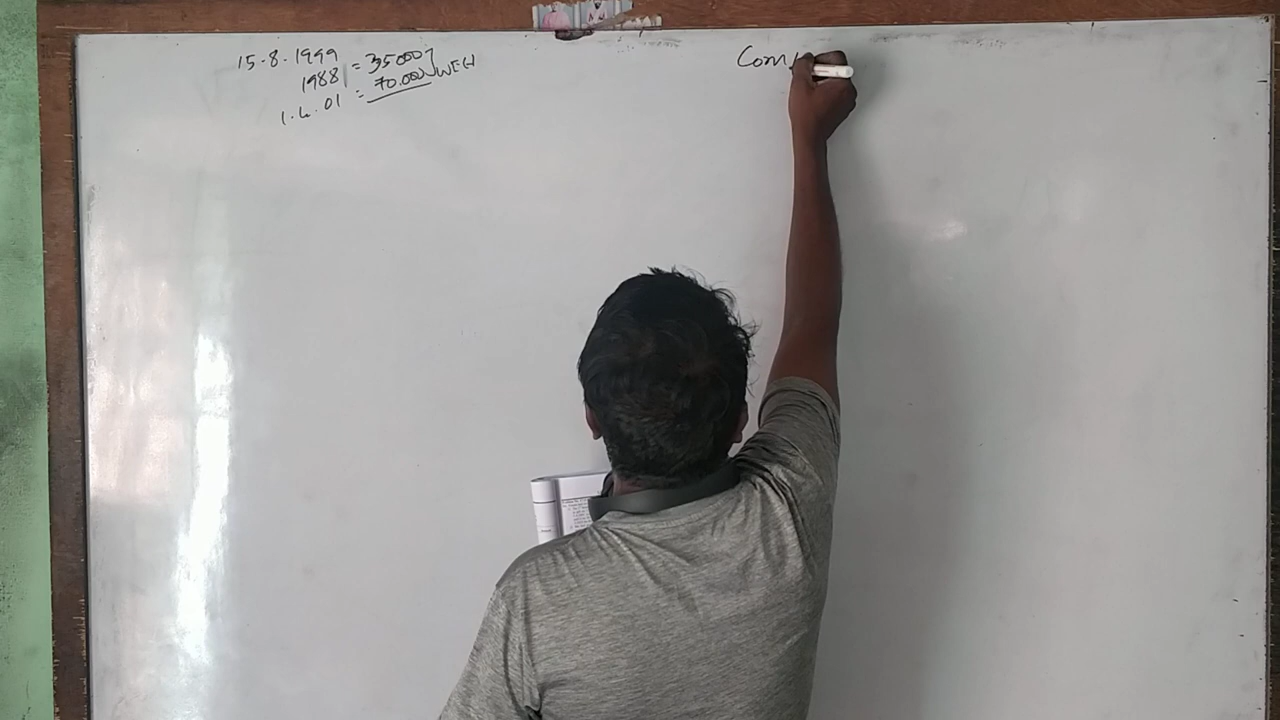 15.8.1999 = 35000
1988 70.000 WEH
1.4.01 =
Com